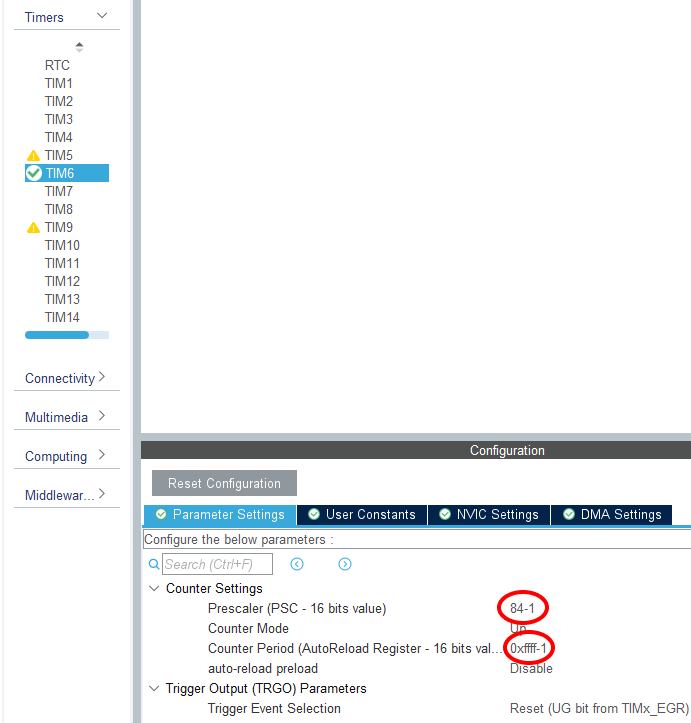 Timers
RTC
TIM1
TIM2
TIM3
TIM4
TIM5
TIM6
TIM7
TIM8
TIM9
TIM10
TIM11
TIM12
TIM13
TIM14
Connectivity
Multimedia
Computing
Middlewar...
Configuration
Reset Configuration
Parameter Settings User Constants NVIC Settings DMA Settings
Configure the below parameters :
Search (Ctrl+F)
Counter Settings
Prescaler (PSC - 16 bits value) 84-1
Counter Mode Up
Counter Period (AutoReload Register - 16 bits val... 0xffff-1
auto-reload preload Disable
Trigger Output (TRGO) Parameters
Trigger Event Selection Reset (UG bit from TIMx_EGR)